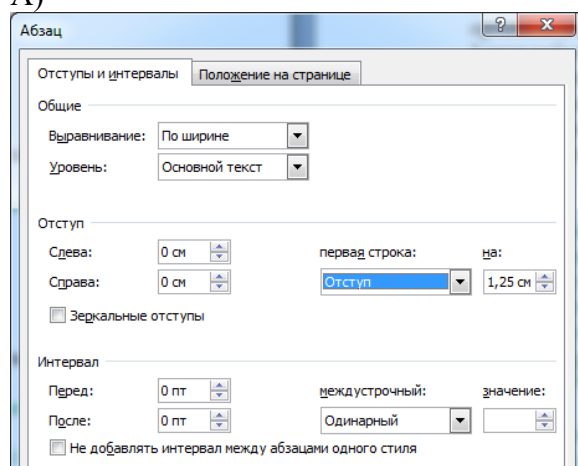 А)
Абзац
Отступы и интервалы Положение на странице
Общие
Выравнивание: По ширине
Уровень: Основной текст
Отступ
Слева: 0 см первая строка: на:
Справа: 0 см Отступ 1,25 см
Зеркальные отступы
Интервал
Перед: 0 пт междустрочный: значение:
После: 0 пт Одинарный
Не добавлять интервал между абзацами одного стиля